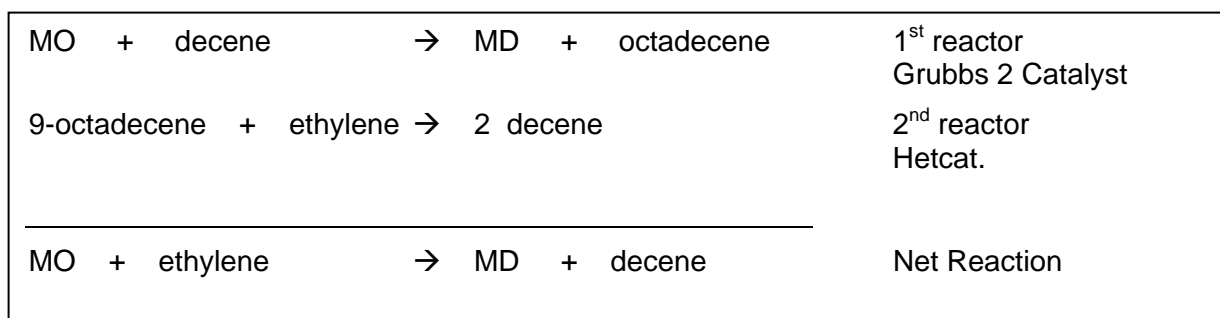 MO + decene → MD + octadecene 1st reactor
Grubbs 2 Catalyst
9-octadecene + ethylene → 2 decene 2nd reactor
Hetcat.
MO + ethylene → MD + decene Net Reaction